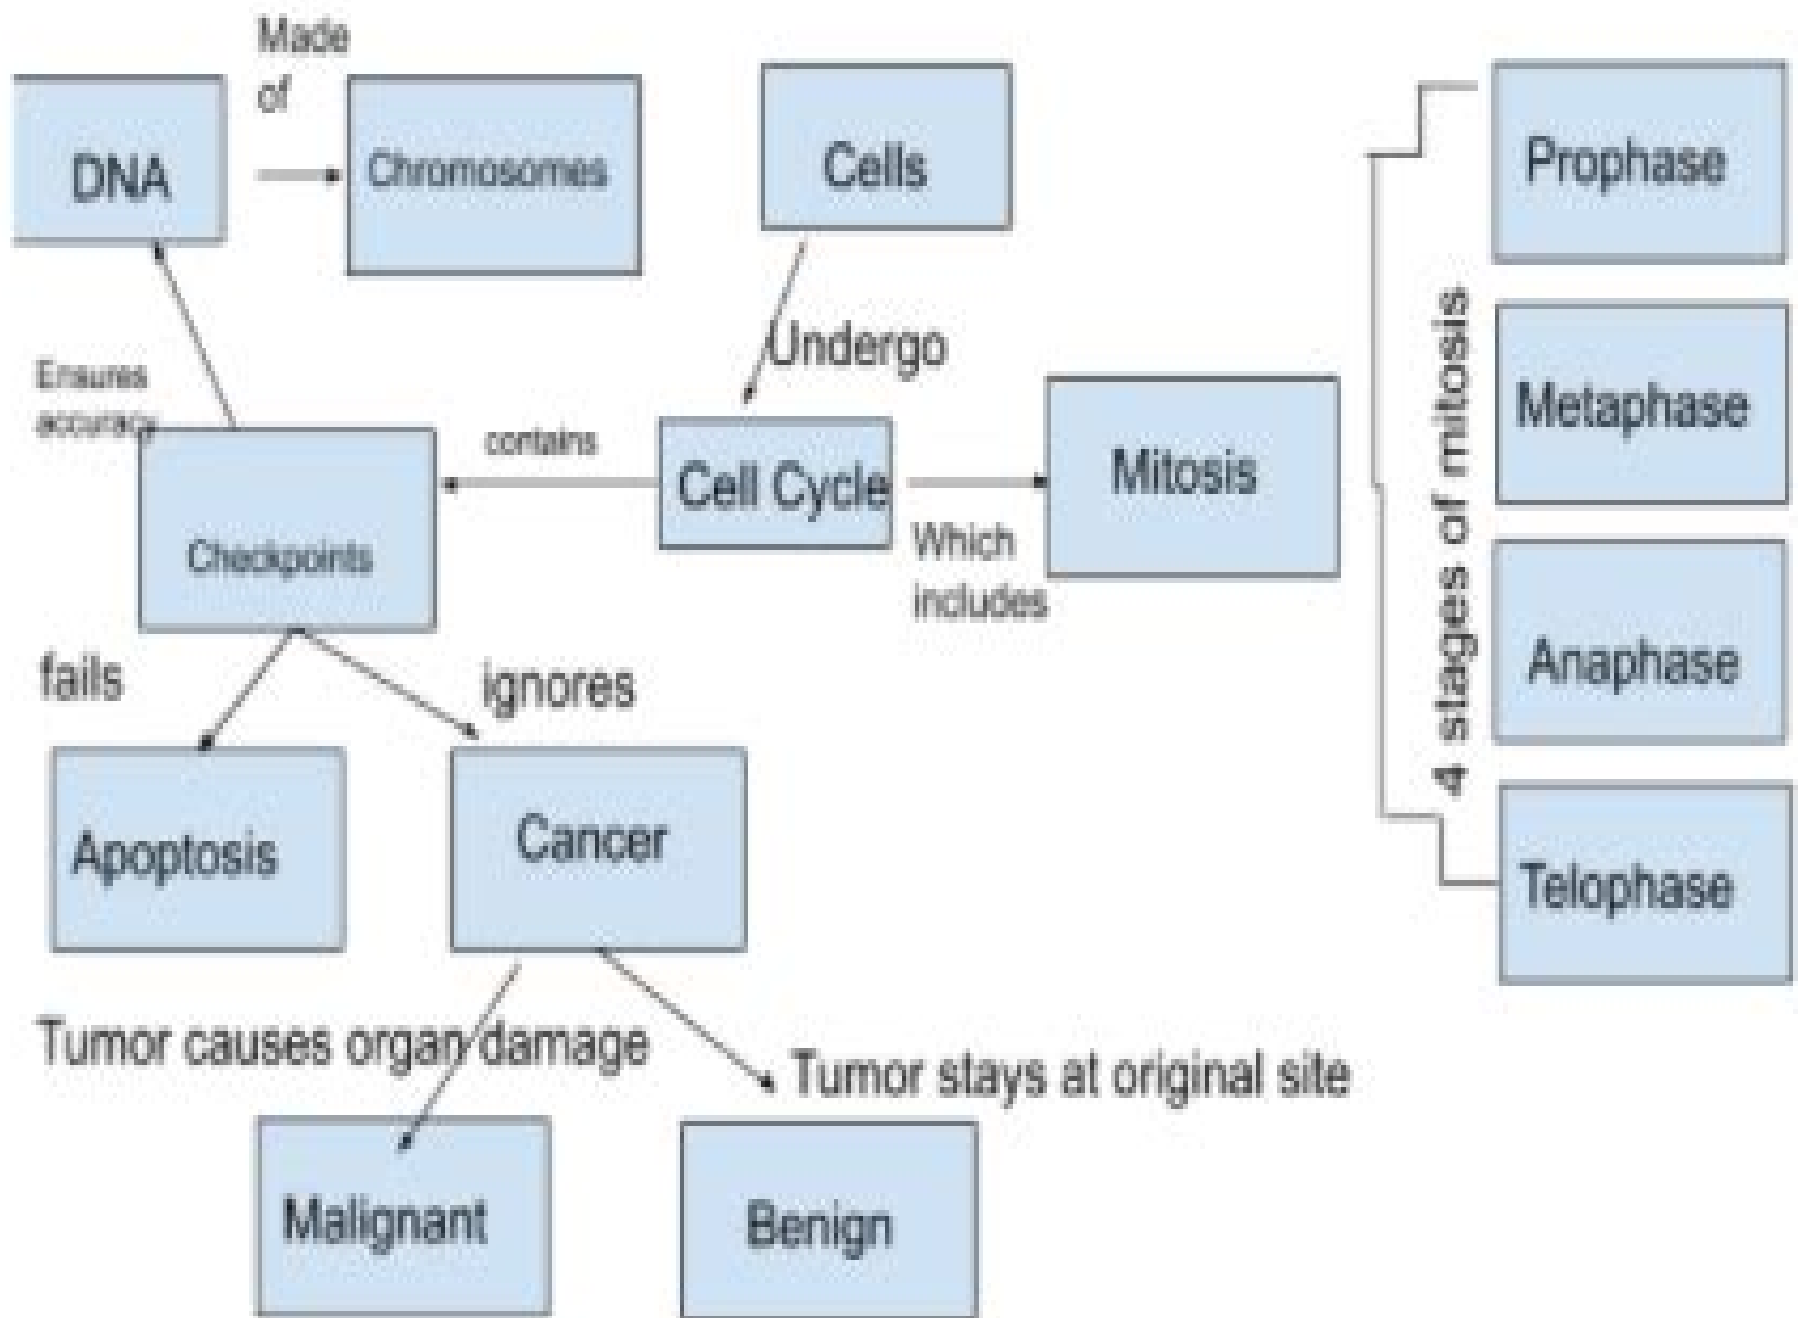 Made
of
DNA
Chromosomes
Cells
Prophase
Undergo
Ensures
accuracy
contains
Cell Cycle
Mitosis
Which
includes
Checkpoints
4 stages of mitosis
Metaphase
Anaphase
Telophase
fails
ignores
Apoptosis
Cancer
Tumor causes organ damage
Tumor stays at original site
Malignant
Benign